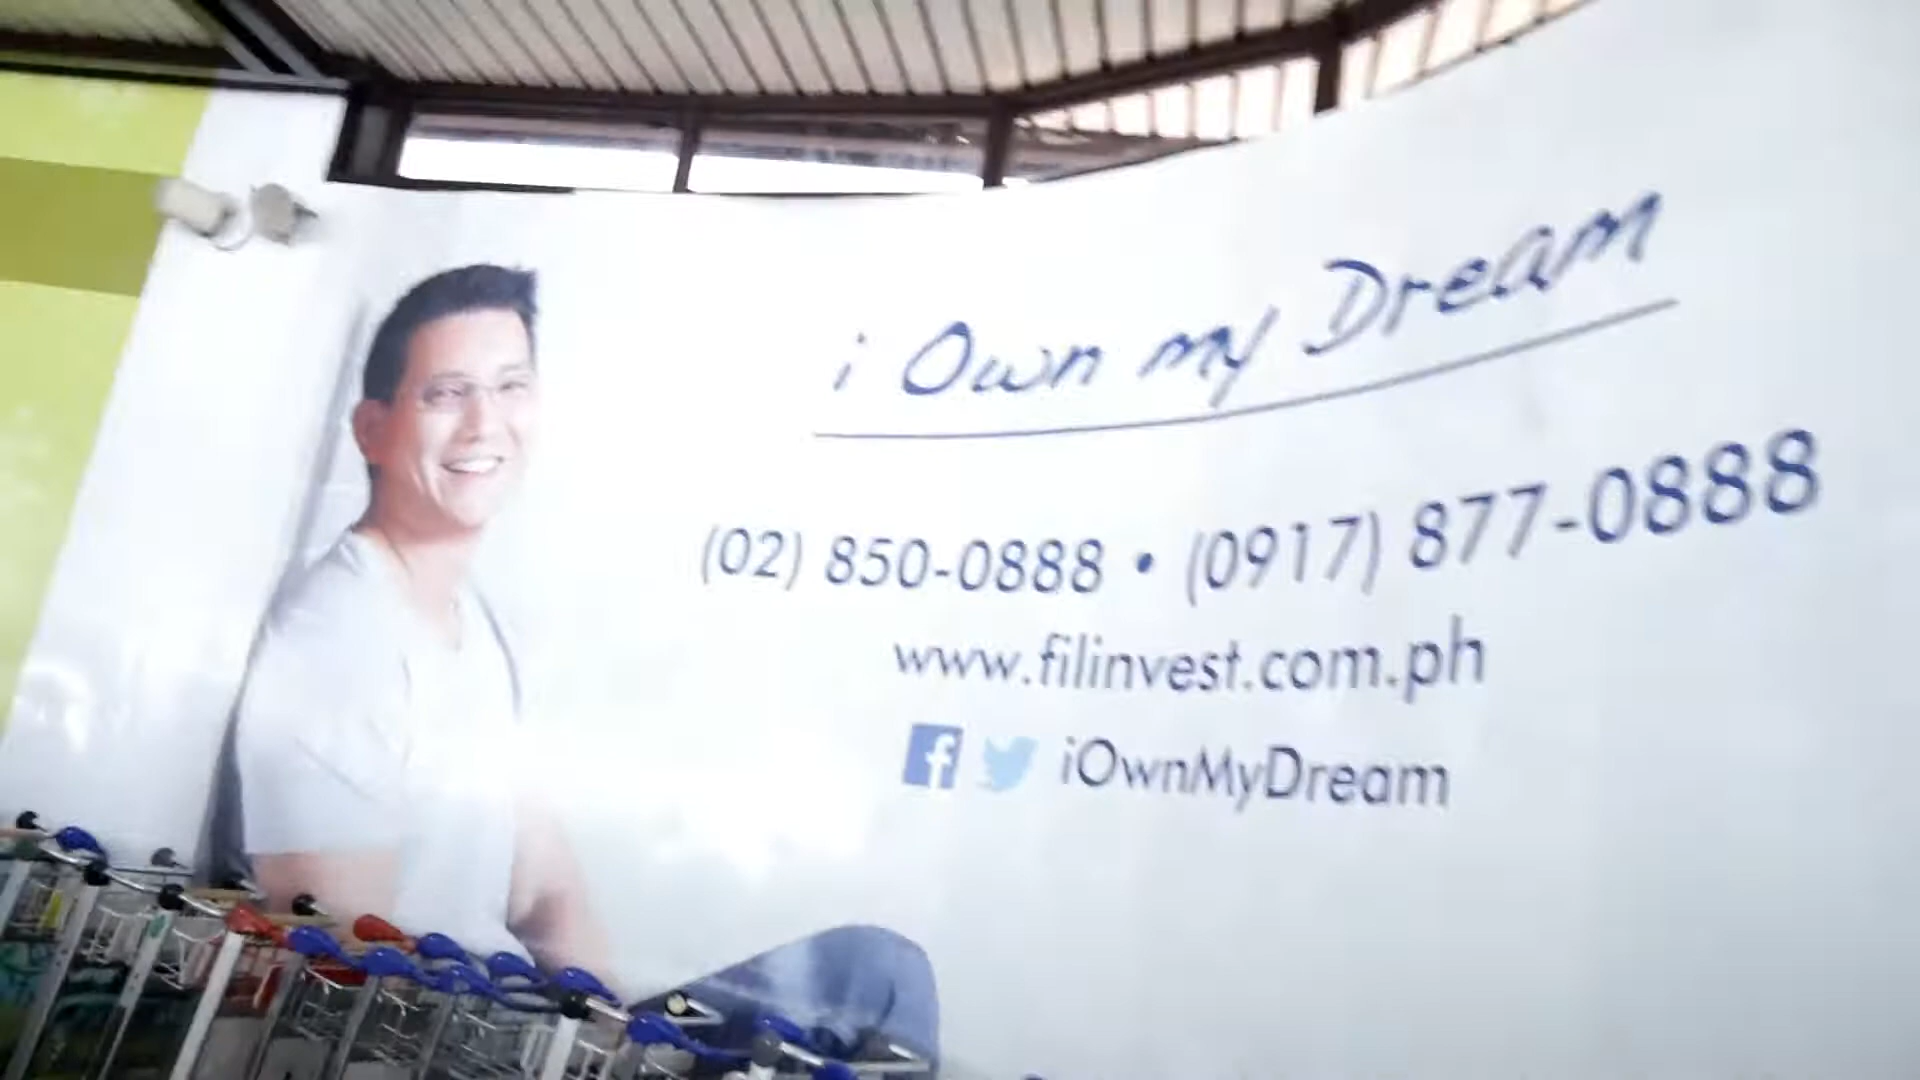 i Own my Dream
(02) 850-0888 • (0917) 877-0888
www.filinvest.com.ph
iOwnMyDream